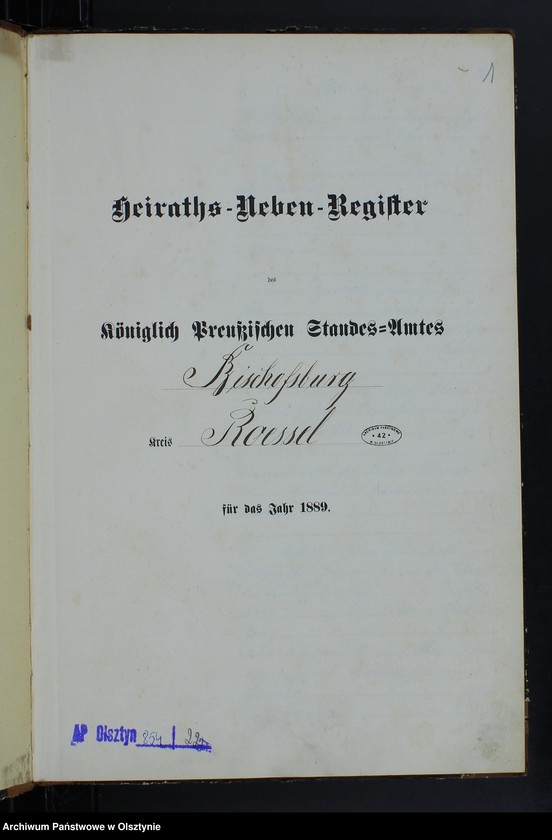 1
Heiraths-Neben-Register
des
Königlich Preußischen Standes-Amtes
Bischofsburg
Kreis Roessel
42
für das Jahr 1889.
AP Olsztyn 854 |
Archiwum Państwowe w Olsztynie